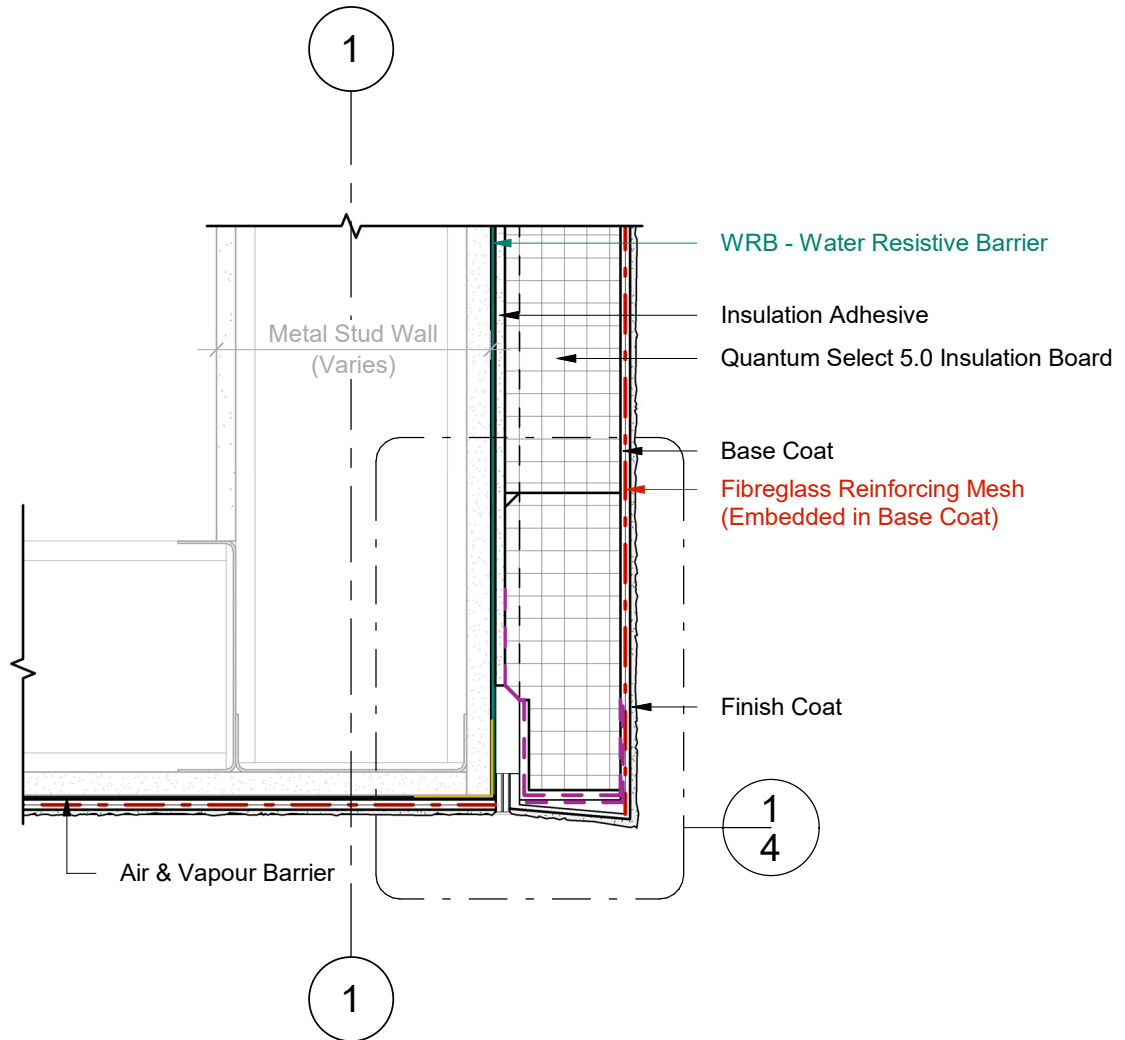 1
WRB - Water Resistive Barrier
Insulation Adhesive
Metal Stud Wall
(Varies)
Quantum Select 5.0 Insulation Board
Base Coat
Fibreglass Reinforcing Mesh
(Embedded in Base Coat)
Finish Coat
1
4
Air & Vapour Barrier
1